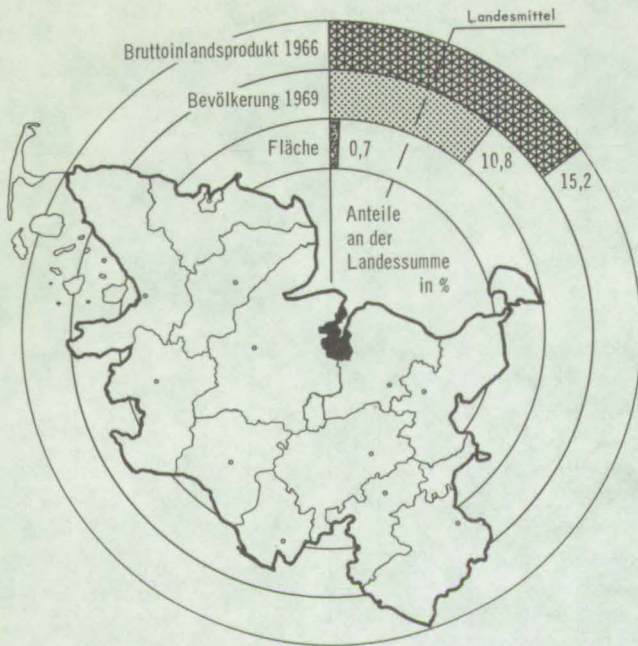 Landesmittel
Bruttoinlandsprodukt 1966
Bevölkerung 1969
Fläche
0,7
10,8
15,2
Anteile
an der
Landessumme
in %